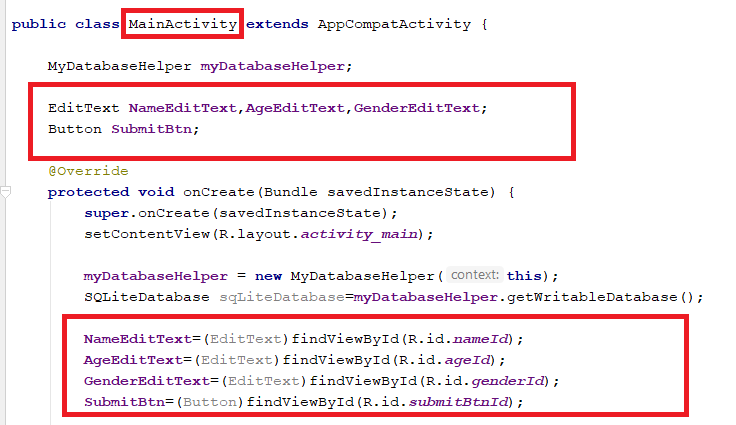 public class MainActivity extends AppCompatActivity {
MyDatabaseHelper myDatabaseHelper;
EditText NameEditText,AgeEditText,GenderEditText;
Button SubmitBtn;
@Override
protected void onCreate(Bundle savedInstanceState) {
super.onCreate(savedInstanceState);
setContentView(R.layout.activity_main);
myDatabaseHelper = new MyDatabaseHelper( context: this);
SQLiteDatabase sqLiteDatabase=myDatabaseHelper.getWritableDatabase();
NameEditText=(EditText)findViewById(R.id.nameId);
AgeEditText=(EditText)findViewById(R.id.ageId);
GenderEditText=(EditText)findViewById(R.id.genderId);
SubmitBtn=(Button)findViewById(R.id.submitBtnId);